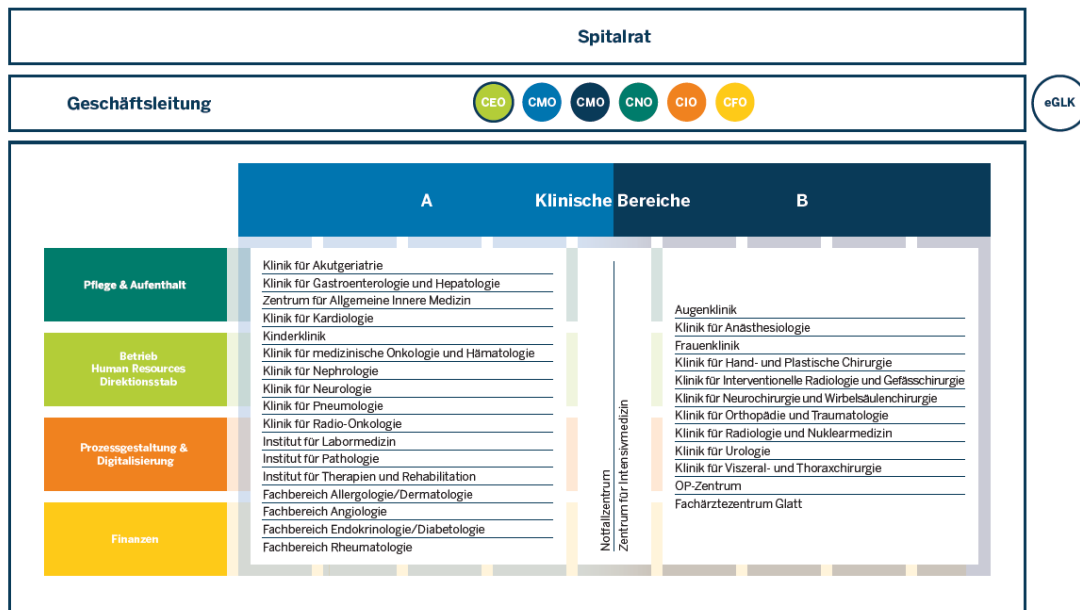 Spitalrat
Geschäftsleitung
CEO
CMO
CMO
CNO
CIO
CFO
eGLK
A
Klinische Bereiche
B
Pflege & Aufenthalt
Betrieb
Human Resources
Direktionsstab
Prozessgestaltung &
Digitalisierung
Finanzen
Klinik für Akutgeriatrie
Klinik für Gastroenterologie und Hepatologie
Zentrum für Allgemeine Innere Medizin
Klinik für Kardiologie
Kinderklinik
Klinik für medizinische Onkologie und Hämatologie
Klinik für Nephrologie
Klinik für Neurologie
Klinik für Pneumologie
Klinik für Radio-Onkologie
Institut für Labormedizin
Institut für Pathologie
Institut für Therapien und Rehabilitation
Fachbereich Allergologie/Dermatologie
Fachbereich Angiologie
Fachbereich Endokrinologie/Diabetologie
Fachbereich Rheumatologie
Notfallzentrum
Zentrum für Intensivmedizin
Augenklinik
Klinik für Anästhesiologie
Frauenklinik
Klinik für Hand- und Plastische Chirurgie
Klinik für Interventionelle Radiologie und Gefässchirurgie
Klinik für Neurochirurgie und Wirbelsäulenchirurgie
Klinik für Orthopädie und Traumatologie
Klinik für Radiologie und Nuklearmedizin
Klinik für Urologie
Klinik für Viszeral- und Thoraxchirurgie
OP-Zentrum
Fachärztezentrum Glatt